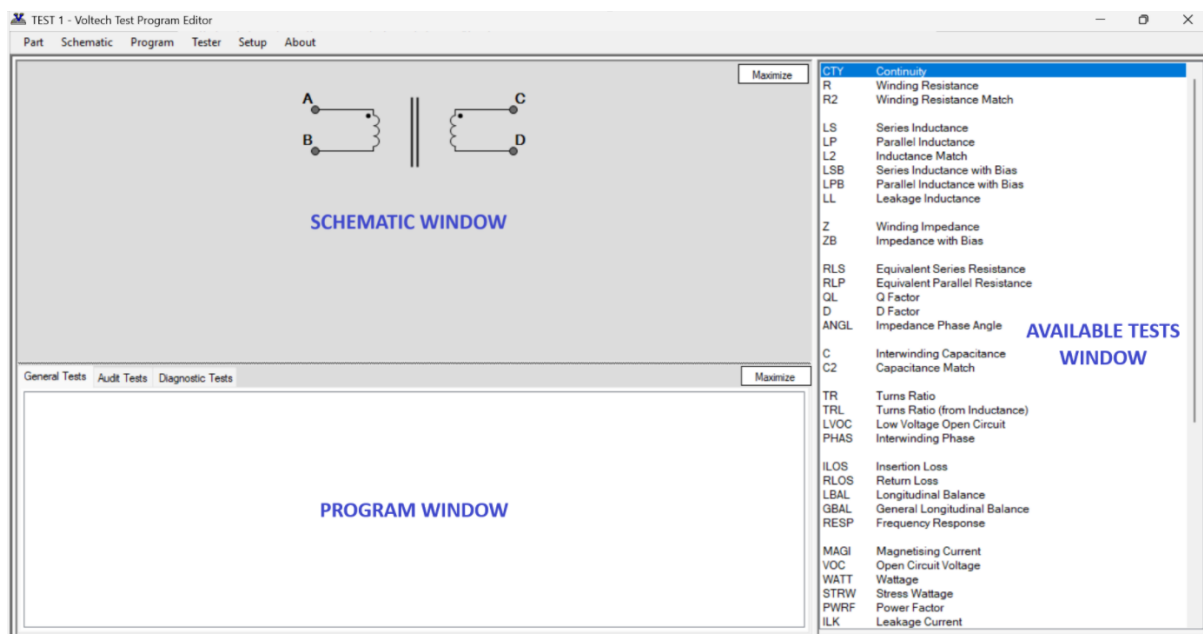 TEST 1 - Voltech Test Program Editor
Part Schematic Program Tester Setup About
Maximize
A C
B D
SCHEMATIC WINDOW
General Tests Audit Tests Diagnostic Tests Maximize
PROGRAM WINDOW
CTY Continuity
R Winding Resistance
R2 Winding Resistance Match
LS Series Inductance
LP Parallel Inductance
L2 Inductance Match
LSB Series Inductance with Bias
LPB Parallel Inductance with Bias
LL Leakage Inductance
Z Winding Impedance
ZB Impedance with Bias
RLS Equivalent Series Resistance
RLP Equivalent Parallel Resistance
QL Q Factor
D D Factor
ANGL Impedance Phase Angle
AVAILABLE TESTS
WINDOW
C Interwinding Capacitance
C2 Capacitance Match
TR Turns Ratio
TRL Turns Ratio (from Inductance)
LVOC Low Voltage Open Circuit
PHAS Interwinding Phase
ILOS Insertion Loss
RLOS Return Loss
LBAL Longitudinal Balance
GBAL General Longitudinal Balance
RESP Frequency Response
MAGI Magnetising Current
VOC Open Circuit Voltage
WATT Wattage
STRW Stress Wattage
PWRF Power Factor
ILK Leakage Current